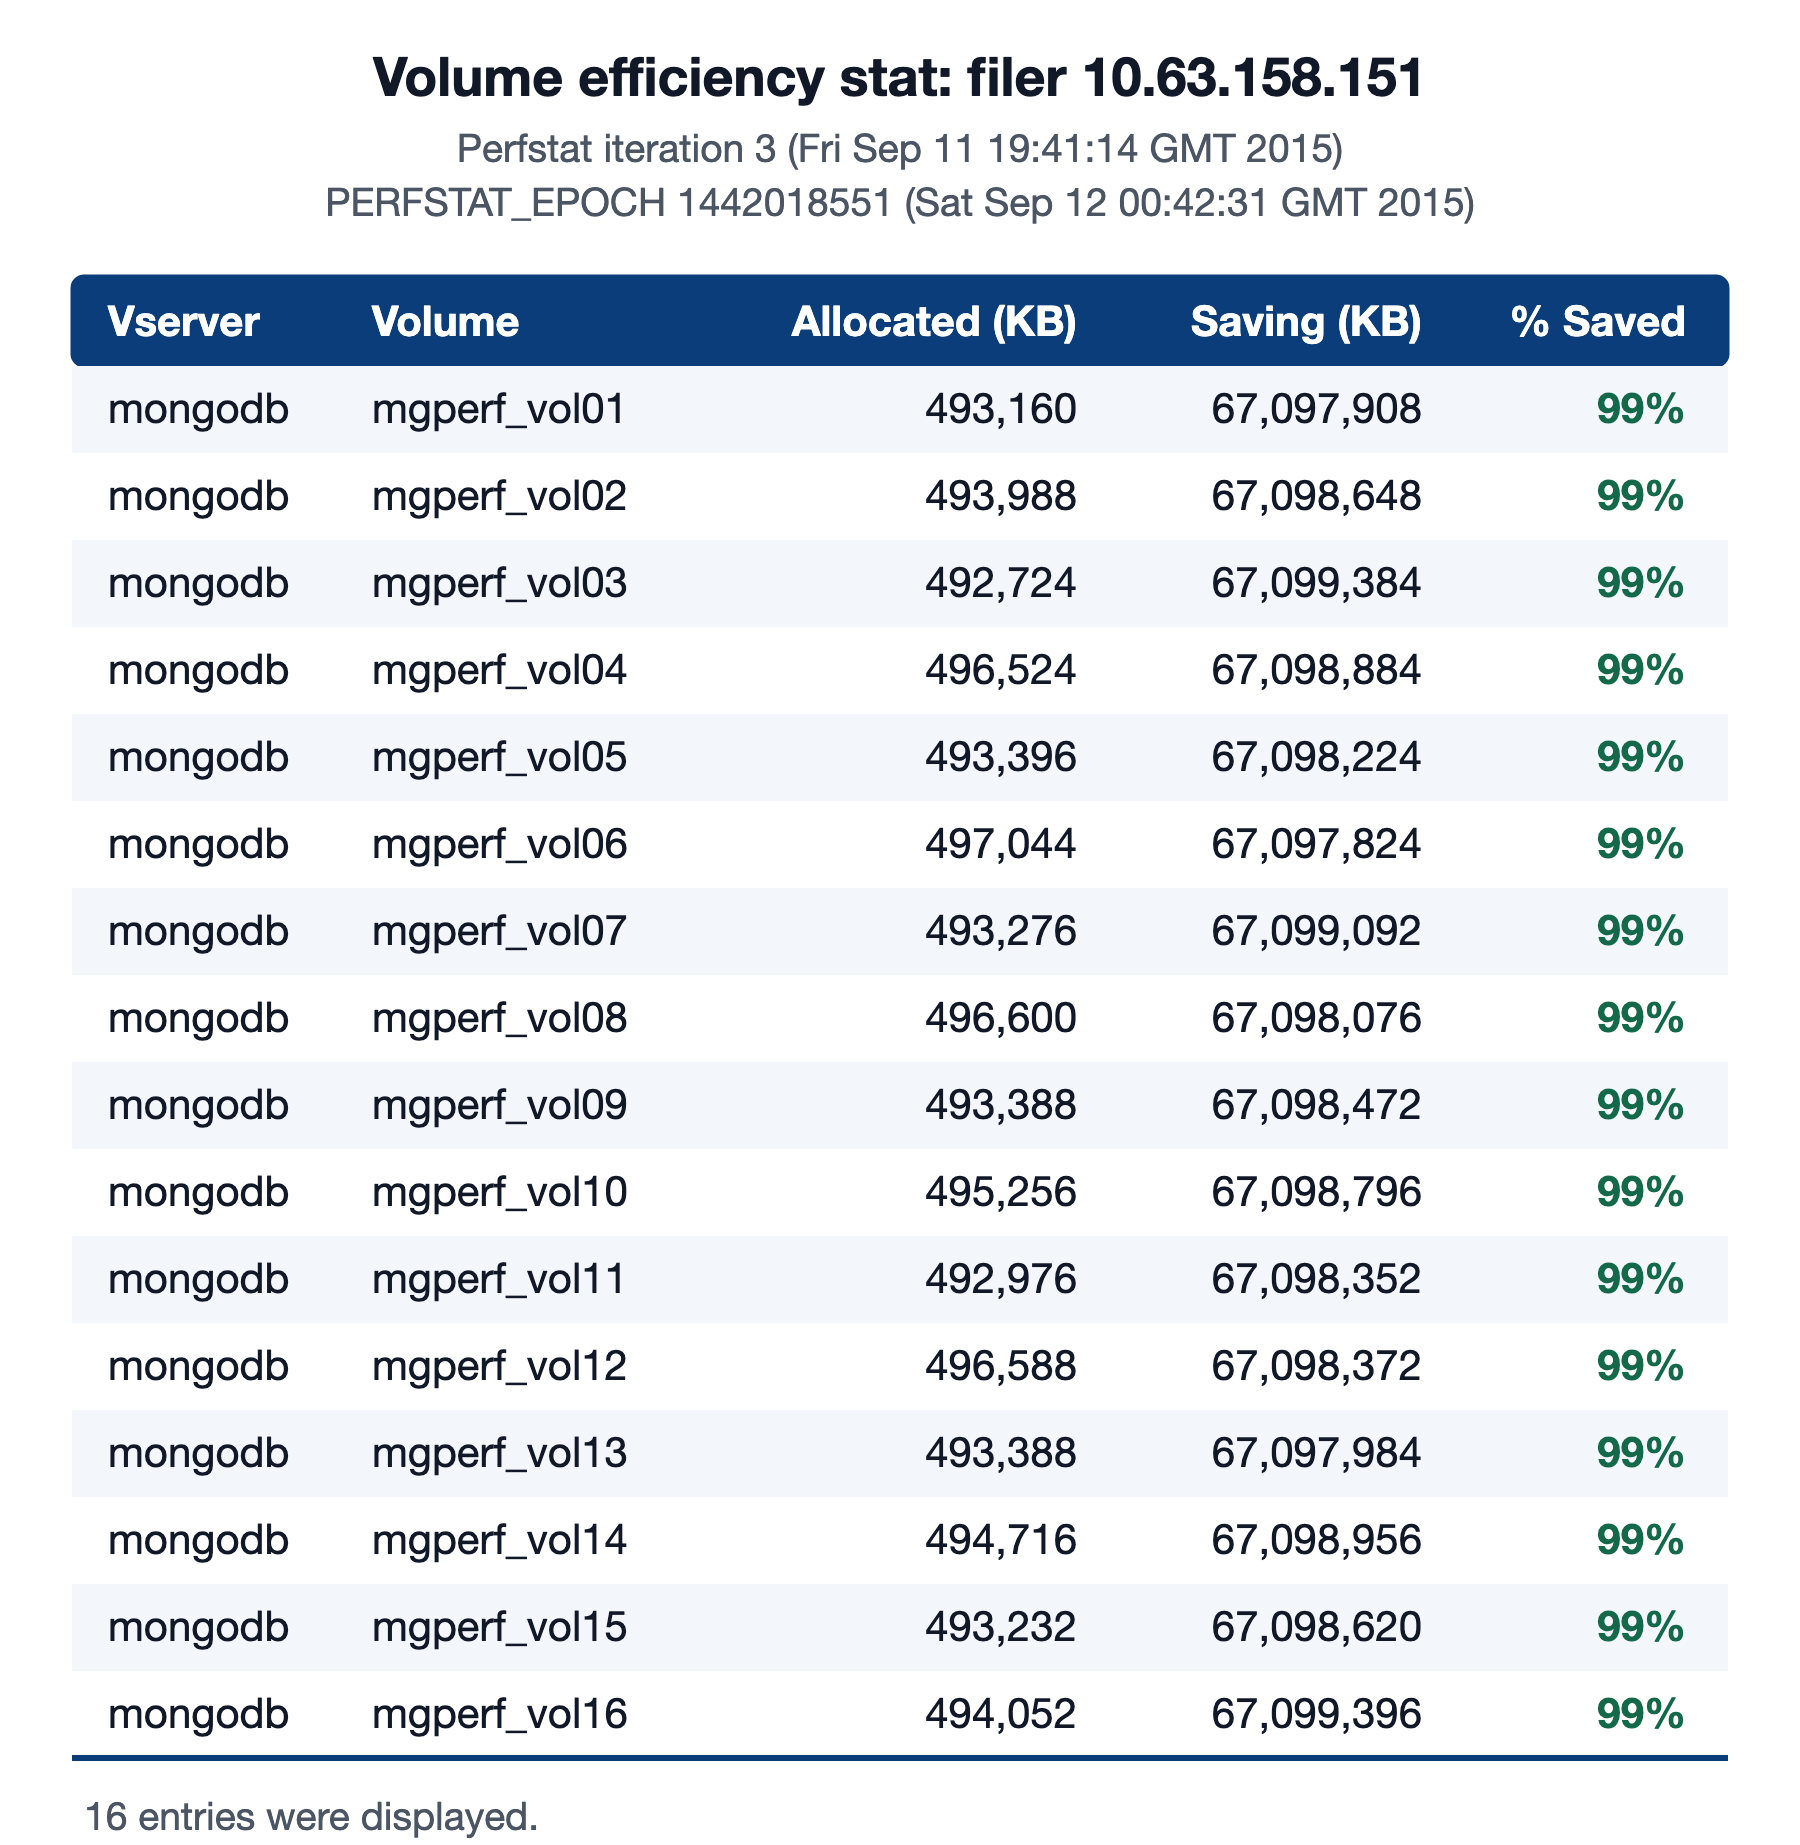 Volume efficiency stat: filer 10.63.158.151
Perfstat iteration 3 (Fri Sep 11 19:41:14 GMT 2015)
PERFSTAT_EPOCH 1442018551 (Sat Sep 12 00:42:31 GMT 2015)
Vserver Volume Allocated (KB) Saving (KB) % Saved
mongodb mgperf_vol01 493,160 67,097,908 99%
mongodb mgperf_vol02 493,988 67,098,648 99%
mongodb mgperf_vol03 492,724 67,099,384 99%
mongodb mgperf_vol04 496,524 67,098,884 99%
mongodb mgperf_vol05 493,396 67,098,224 99%
mongodb mgperf_vol06 497,044 67,097,824 99%
mongodb mgperf_vol07 493,276 67,099,092 99%
mongodb mgperf_vol08 496,600 67,098,076 99%
mongodb mgperf_vol09 493,388 67,098,472 99%
mongodb mgperf_vol10 495,256 67,098,796 99%
mongodb mgperf_vol11 492,976 67,098,352 99%
mongodb mgperf_vol12 496,588 67,098,372 99%
mongodb mgperf_vol13 493,388 67,097,984 99%
mongodb mgperf_vol14 494,716 67,098,956 99%
mongodb mgperf_vol15 493,232 67,098,620 99%
mongodb mgperf_vol16 494,052 67,099,396 99%
16 entries were displayed.